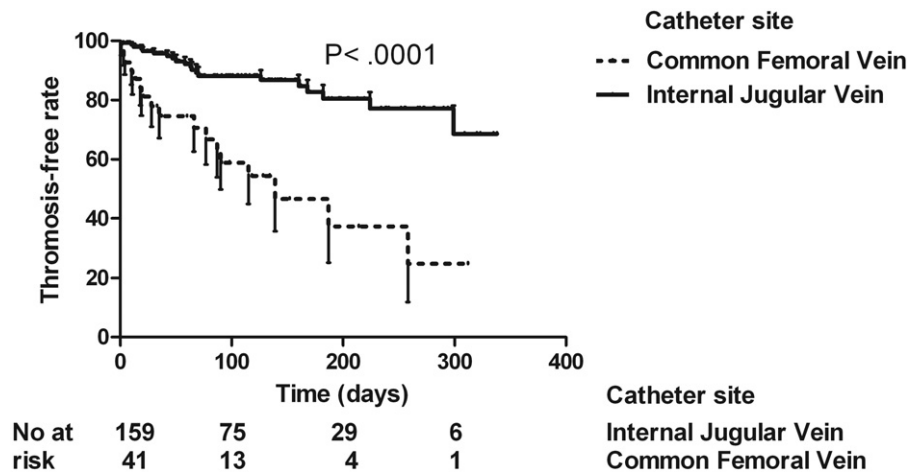 Catheter site
Common Femoral Vein
Internal Jugular Vein
P< .0001
Thromosis-free rate
100
80
60
40
20
0
0 100 200 300 400
Time (days)
Catheter site
No at 159 75 29 6 Internal Jugular Vein
risk 41 13 4 1 Common Femoral Vein